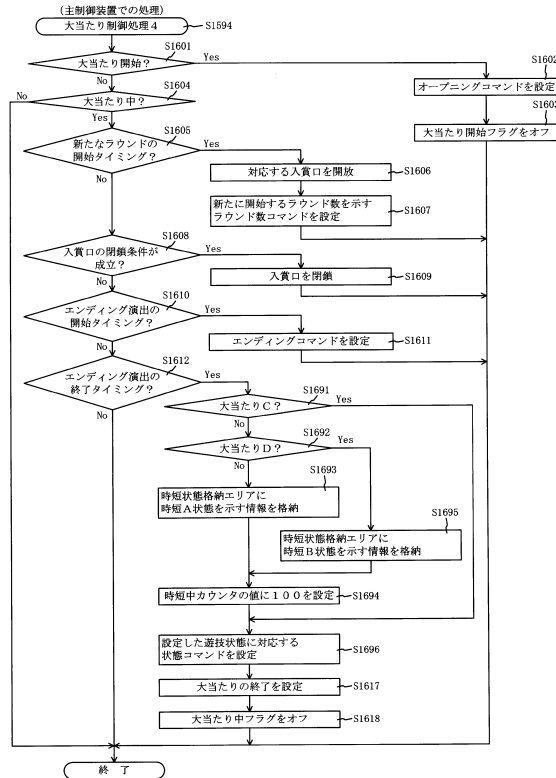 (主制御装置での処理)
大当たり制御処理4
S1594
S1601
大当たり開始?
Yes
No
S1602
オープニングコマンドを設定
S1603
大当たり開始フラグをオフ
S1604
No
大当たり中?
Yes
S1605
新たなラウンドの
開始タイミング?
Yes
No
対応する入賞口を開放
S1606
新たに開始するラウンド数を示す
ラウンド数コマンドを設定
S1607
S1608
入賞口の閉鎖条件が
成立?
Yes
No
入賞口を閉鎖
S1609
S1610
エンディング演出の
開始タイミング?
Yes
No
エンディングコマンドを設定
S1611
S1612
エンディング演出の
終了タイミング?
Yes
No
S1691
大当たりC?
Yes
No
S1692
大当たりD?
Yes
No
S1693
時短状態格納エリアに
時短A状態を示す情報を格納
S1695
時短状態格納エリアに
時短B状態を示す情報を格納
時短中カウンタの値に100を設定
S1694
設定した遊技状態に対応する
状態コマンドを設定
S1696
大当たりの終了を設定
S1617
大当たり中フラグをオフ
S1618
終 了